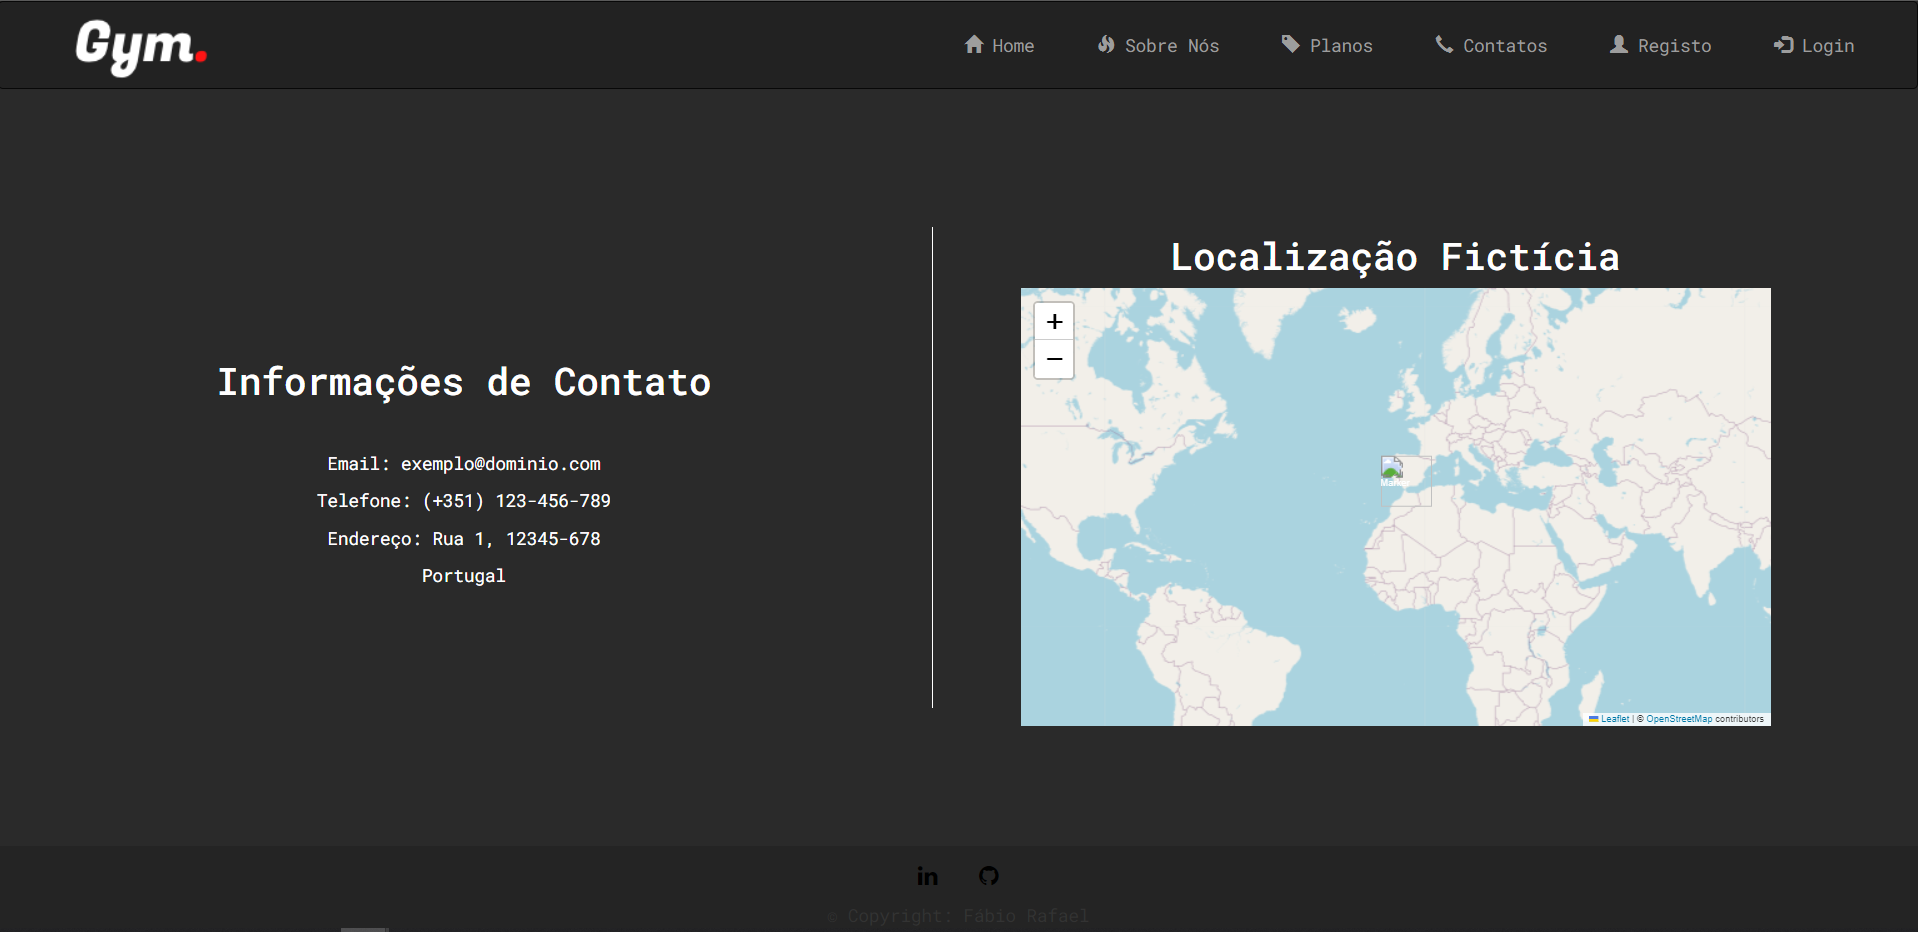 Gym.
Home
Sobre Nós
Planos
Contatos
Registo
Login
Informações de Contato
Email: exemplo@dominio.com
Telefone: (+351) 123-456-789
Endereço: Rua 1, 12345-678
Portugal
Localização Fictícia
+
−
Leaflet | © OpenStreetMap contributors
in
© Copyright: Fábio Rafael